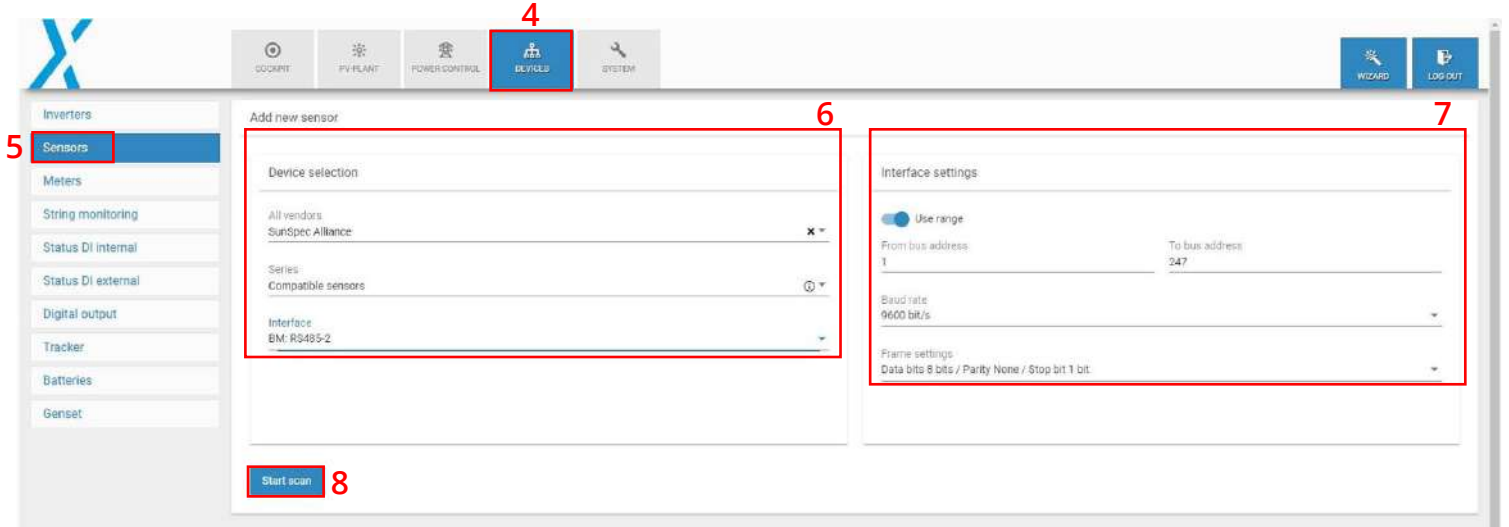 4
COCKPIT
PV-PLANT
POWER CONTROL
DEVICES
SYSTEM
WIZARD
LOG OUT
Inverters
5
Sensors
Meters
String monitoring
Status DI internal
Status DI external
Digital output
Tracker
Batteries
Genset
Add new sensor
6
Device selection
All vendors
SunSpec Alliance
Series
Compatible sensors
Interface
BM: RS485-2
7
Interface settings
Use range
From bus address
1
To bus address
247
Baud rate
9600 bit/s
Frame settings
Data bits 8 bits / Parity None / Stop bit 1 bit
Start scan
8